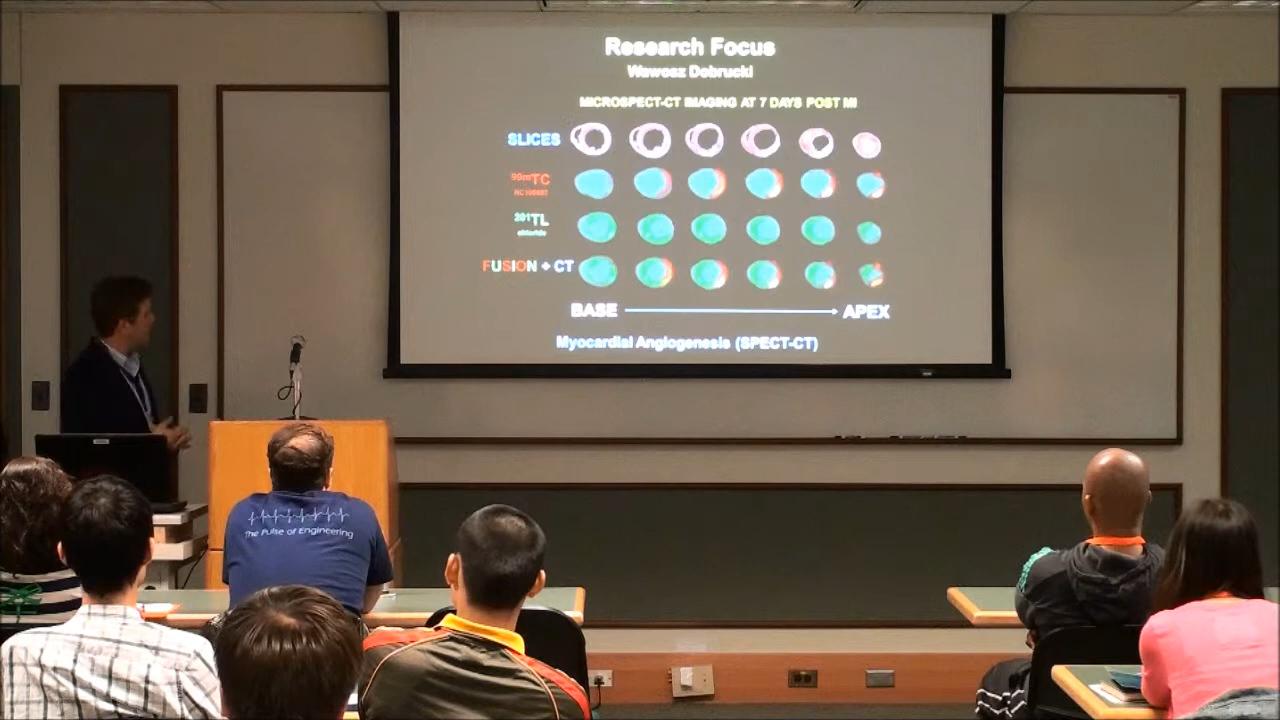 Research Focus
Wawosz Dobrucki
MICROSPECT-CT IMAGING AT 7 DAYS POST MI
SLICES
99mTC
201TL
chloride
FUSION + CT
BASE APEX
Myocardial Angiogenesis (SPECT-CT)
The Pulse of Engineering